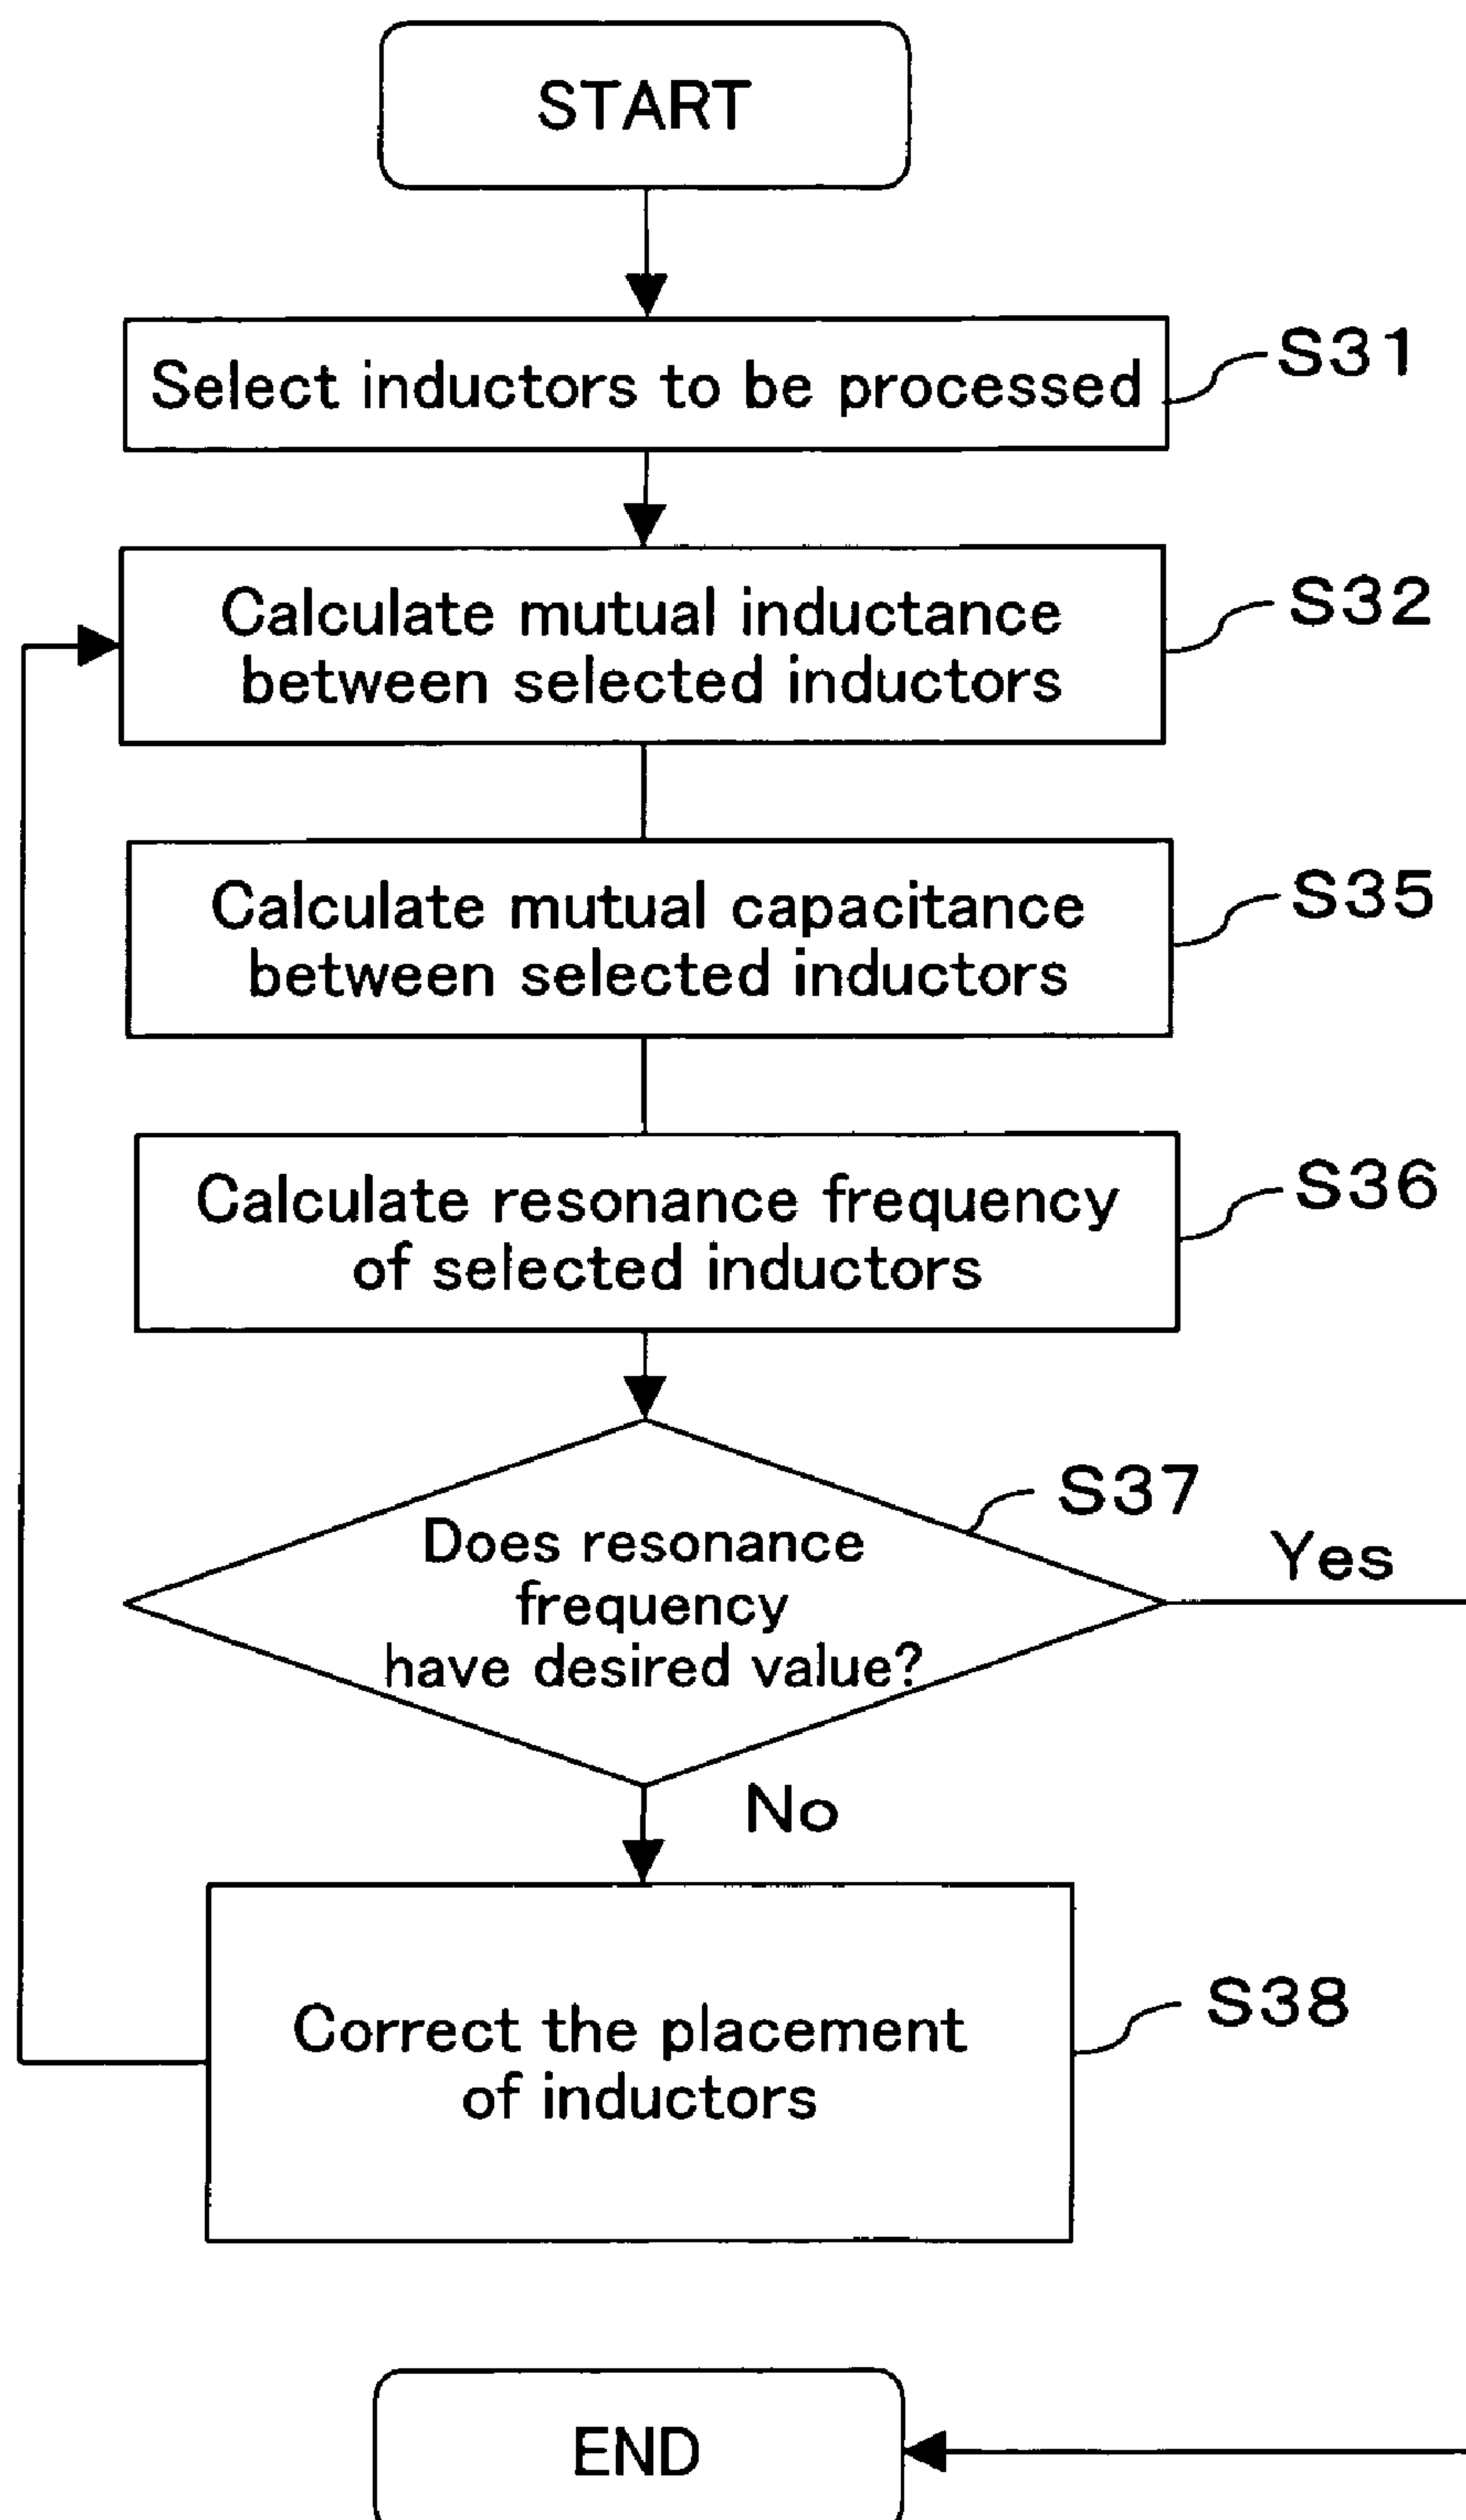 START
Select inductors to be processed
S31
Calculate mutual inductance
between selected inductors
S32
Calculate mutual capacitance
between selected inductors
S35
Calculate resonance frequency
of selected inductors
S36
Does resonance
frequency
have desired value?
S37
Yes
No
Correct the placement
of inductors
S38
END